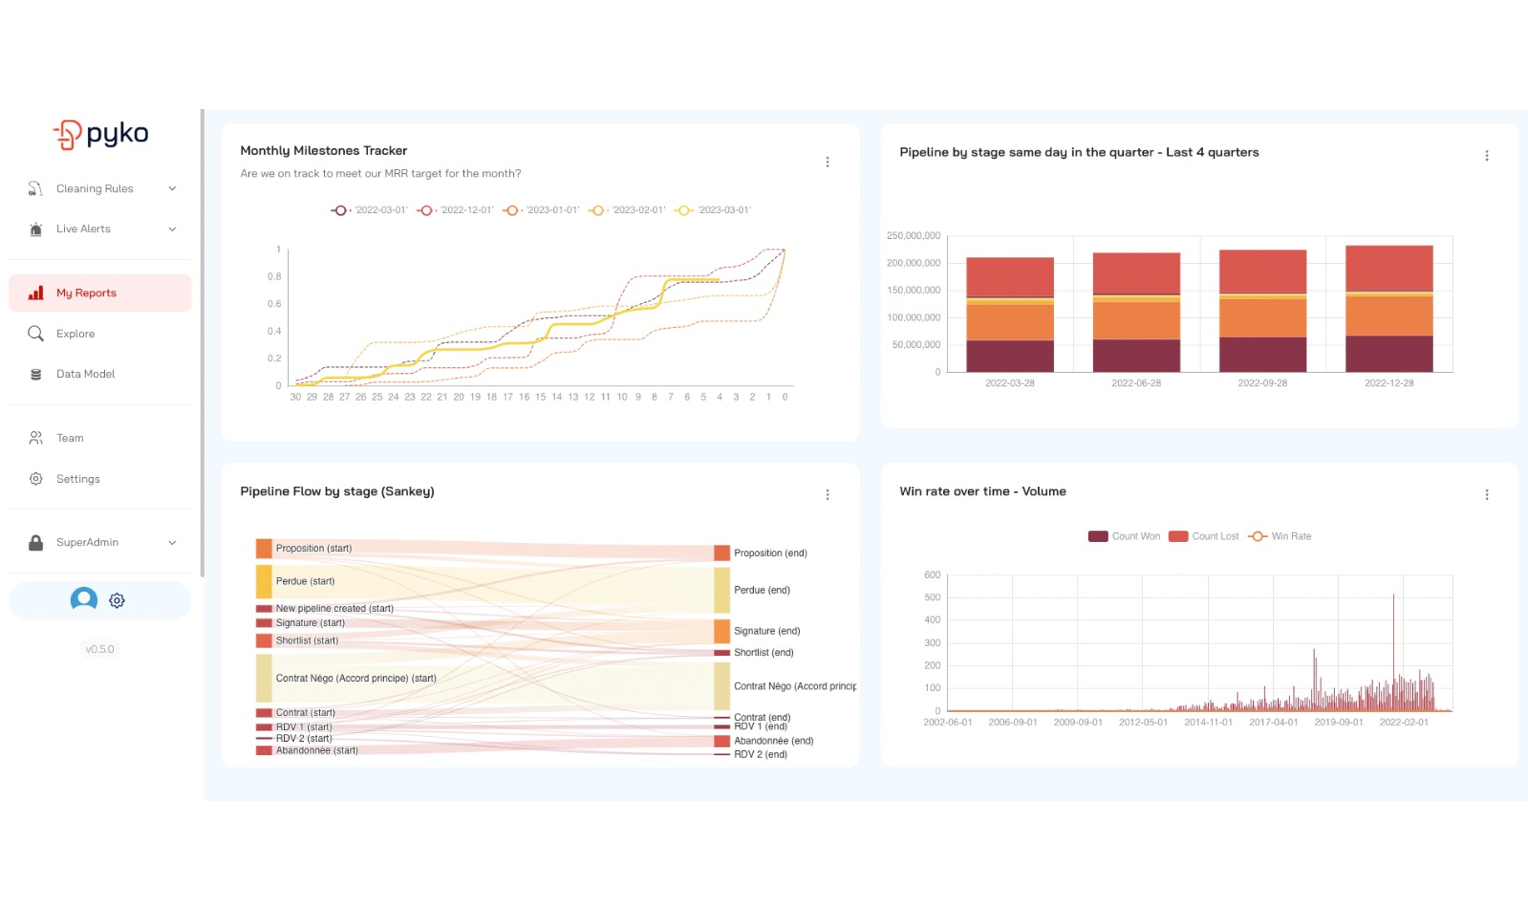 pyko
Cleaning Rules
Live Alerts
My Reports
Explore
Data Model
Team
Settings
SuperAdmin
v0.5.0
Monthly Milestones Tracker
Are we on track to meet our MRR target for the month?
'2022-03-01' '2022-12-01' '2023-01-01' '2023-02-01' '2023-03-01'
1
0.8
0.6
0.4
0.2
0
30 29 28 27 26 25 24 23 22 21 20 19 18 17 16 15 14 13 12 11 10 9 8 7 6 5 4 3 2 1 0
Pipeline by stage same day in the quarter - Last 4 quarters
250,000,000
200,000,000
150,000,000
100,000,000
50,000,000
0
2022-03-28 2022-06-28 2022-09-28 2022-12-28
Pipeline Flow by stage (Sankey)
Proposition (start)
Perdue (start)
New pipeline created (start)
Signature (start)
Shortlist (start)
Contrat Négo (Accord principe) (start)
Contrat (start)
RDV 1 (start)
RDV 2 (start)
Abandonnée (start)
Proposition (end)
Perdue (end)
Signature (end)
Shortlist (end)
Contrat Négo (Accord princip
Contrat (end)
RDV 1 (end)
Abandonnée (end)
RDV 2 (end)
Win rate over time - Volume
Count Won Count Lost Win Rate
600
500
400
300
200
100
0
2002-06-01 2006-09-01 2009-09-01 2012-05-01 2014-11-01 2017-04-01 2019-09-01 2022-02-01